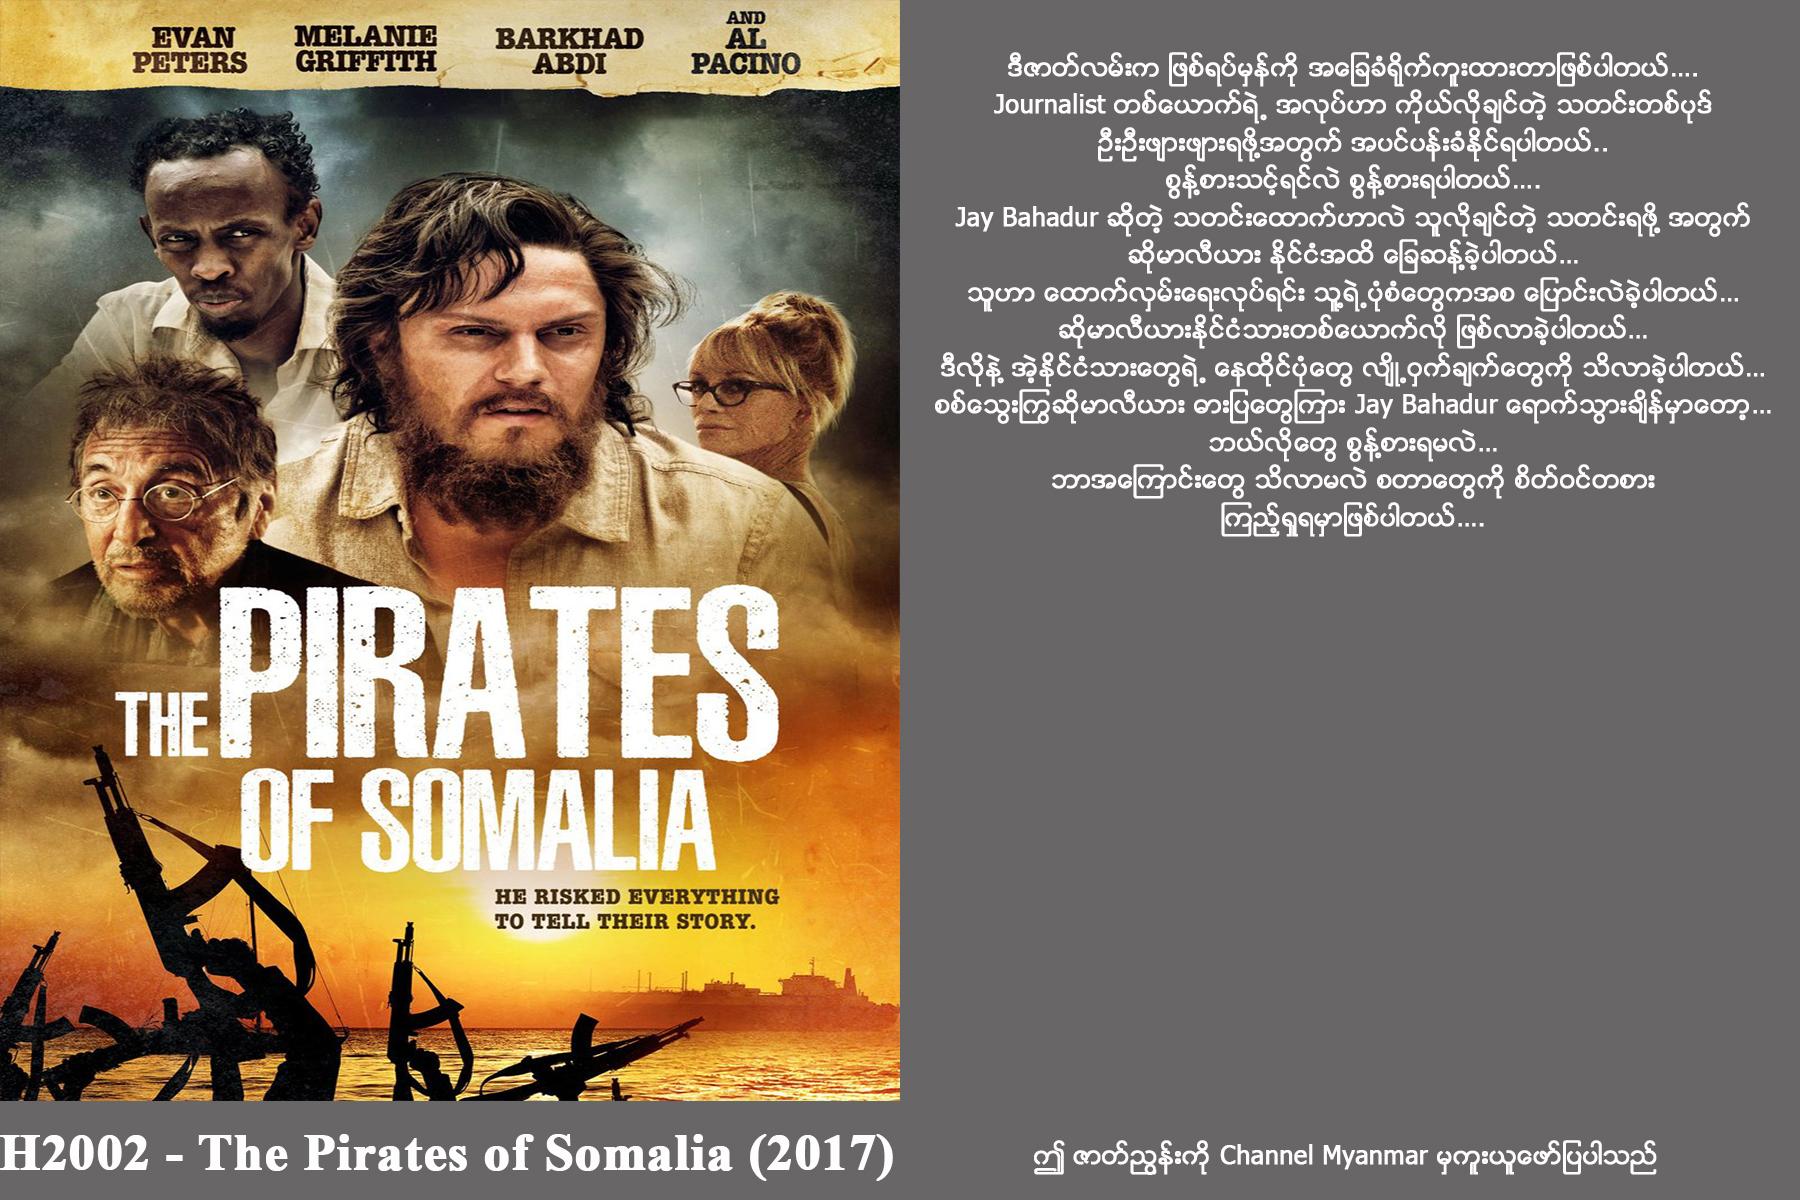 EVAN PETERS
MELANIE GRIFFITH
BARKHAD ABDI
AND AL PACINO
THE PIRATES
OF SOMALIA
HE RISKED EVERYTHING
TO TELL THEIR STORY.
H2002 - The Pirates of Somalia (2017)
ဒီဇာတ်လမ်းက ဖြစ်ရပ်မှန်ကို အခြေခံရိုက်ကူးထားတာဖြစ်ပါတယ်....
Journalist တစ်ယောက်ရဲ့ အလုပ်ဟာ ကိုယ်လိုချင်တဲ့ သတင်းတစ်ပုဒ်
ဦးဦးဖျားဖျားရဖို့အတွက် အပင်ပန်းခံနိုင်ရပါတယ်..
စွန့်စားသင့်ရင်လဲ စွန့်စားရပါတယ်....
Jay Bahadur ဆိုတဲ့ သတင်းထောက်ဟာလဲ သူလိုချင်တဲ့ သတင်းရဖို့ အတွက်
ဆိုမာလီယား နိုင်ငံအထိ ခြေဆန့်ခဲ့ပါတယ်...
သူဟာ ထောက်လှမ်းရေးလုပ်ရင်း သူ့ရဲ့ပုံစံတွေကအစ ပြောင်းလဲခဲ့ပါတယ်...
ဆိုမာလီယားနိုင်ငံသားတစ်ယောက်လို ဖြစ်လာခဲ့ပါတယ်...
ဒီလိုနဲ့ အဲ့နိုင်ငံသားတွေရဲ့ နေထိုင်ပုံတွေ လျို့ဝှက်ချက်တွေကို သိလာခဲ့ပါတယ်...
စစ်သွေးကြွဆိုမာလီယား ဓားပြတွေကြား Jay Bahadur ရောက်သွားချိန်မှာတော့...
ဘယ်လိုတွေ စွန့်စားရမလဲ...
ဘာအကြောင်းတွေ သိလာမလဲ စတာတွေကို စိတ်ဝင်တစား
ကြည့်ရှုရမှာဖြစ်ပါတယ်....
ဤ ဇာတ်ညွှန်းကို Channel Myanmar မှကူးယူဖော်ပြပါသည်